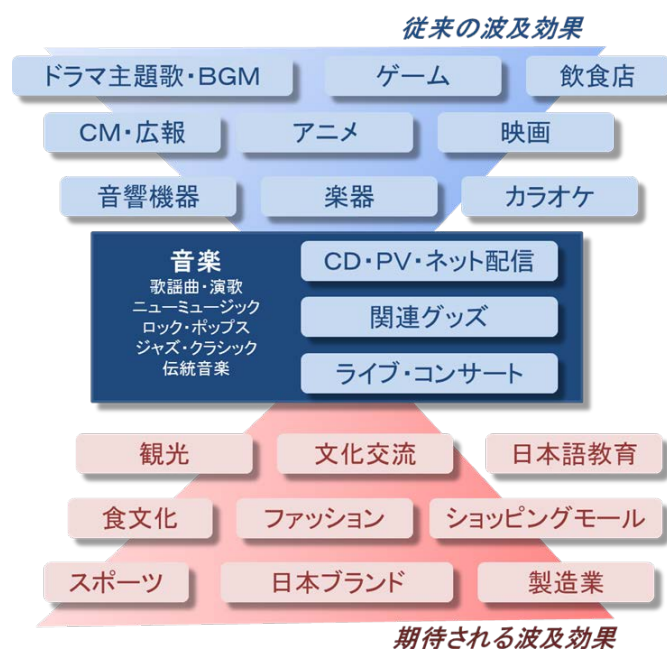 従来の波及効果
ドラマ主題歌・BGM
ゲーム
飲食店
CM・広報
アニメ
映画
音響機器
楽器
カラオケ
音楽
歌謡曲・演歌
ニューミュージック
ロック・ポップス
ジャズ・クラシック
伝統音楽
CD・PV・ネット配信
関連グッズ
ライブ・コンサート
観光
文化交流
日本語教育
食文化
ファッション
ショッピングモール
スポーツ
日本ブランド
製造業
期待される波及効果